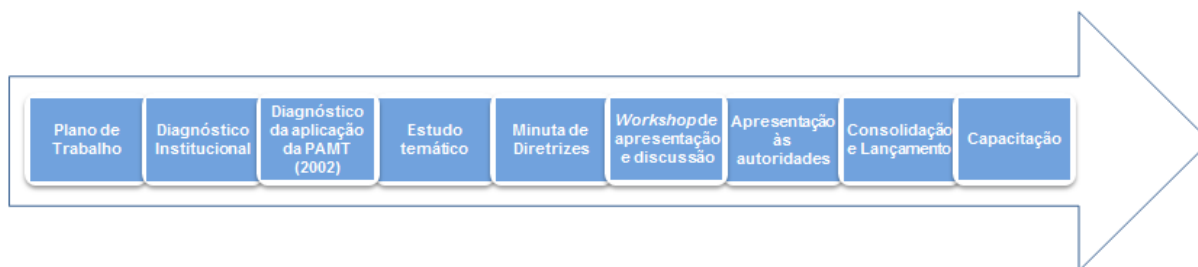 Plano de
Trabalho
Diagnóstico
Institucional
Diagnóstico
da aplicação
da PAMT
(2002)
Estudo
temático
Minuta de
Diretrizes
Workshop de
apresentação
e discussão
Apresentação
às
autoridades
Consolidação
e Lançamento
Capacitação